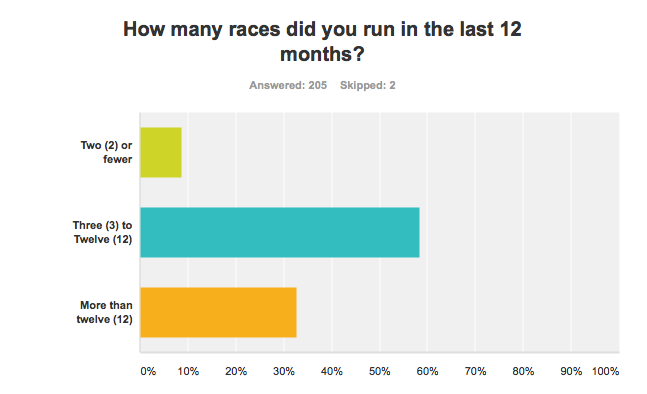 How many races did you run in the last 12
months?
Answered: 205 Skipped: 2
Two (2) or
fewer
Three (3) to
Twelve (12)
More than
twelve (12)
0% 10% 20% 30% 40% 50% 60% 70% 80% 90% 100%